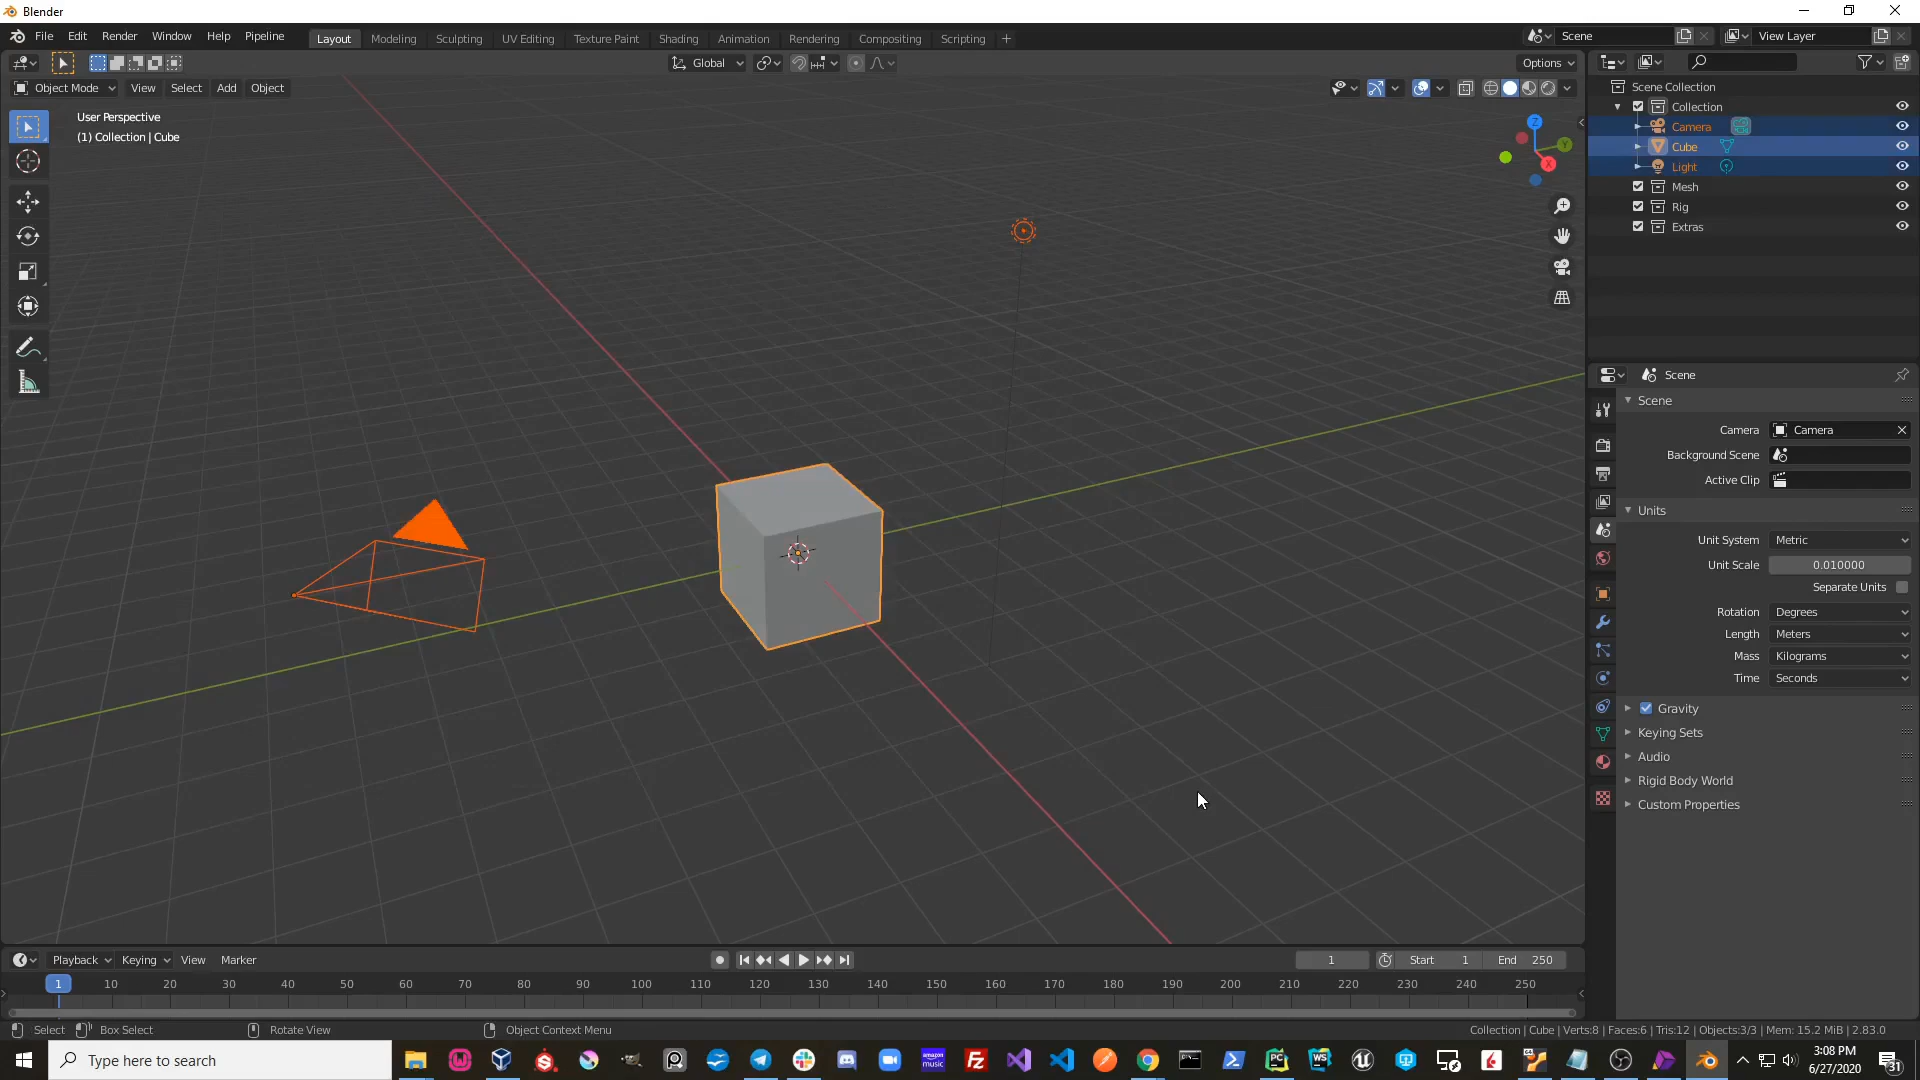 Blender
File Edit Render Window Help Pipeline Layout Modeling Sculpting UV Editing Texture Paint Shading Animation Rendering Compositing Scripting + Scene View Layer
Global Options
Object Mode View Select Add Object
User Perspective
(1) Collection | Cube
Z
Y
X
Scene Collection
Collection
Camera
Cube
Light
Mesh
Rig
Extras
Scene
Scene
Camera Camera
Background Scene
Active Clip
Units
Unit System Metric
Unit Scale 0.010000
Separate Units
Rotation Degrees
Length Meters
Mass Kilograms
Time Seconds
Gravity
Keying Sets
Audio
Rigid Body World
Custom Properties
Playback Keying View Marker 1 Start 1 End 250
1 10 20 30 40 50 60 70 80 90 100 110 120 130 140 150 160 170 180 190 200 210 220 230 240 250
Select Box Select Rotate View Object Context Menu Collection | Cube | Verts:8 | Faces:6 | Tris:12 | Objects:3/3 | Mem: 15.2 MiB | 2.83.0
Type here to search
amazon music
Fz
PC
WS
3:08 PM
6/27/2020
31